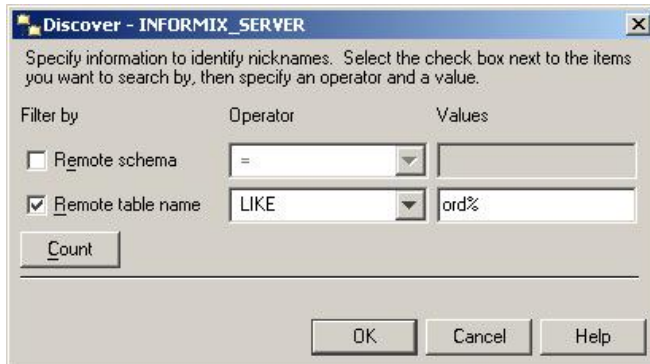 Discover - INFORMIX_SERVER
Specify information to identify nicknames. Select the check box next to the items
you want to search by, then specify an operator and a value.
Filter by Operator Values
Remote schema =
Remote table name LIKE ord%
Count
OK Cancel Help